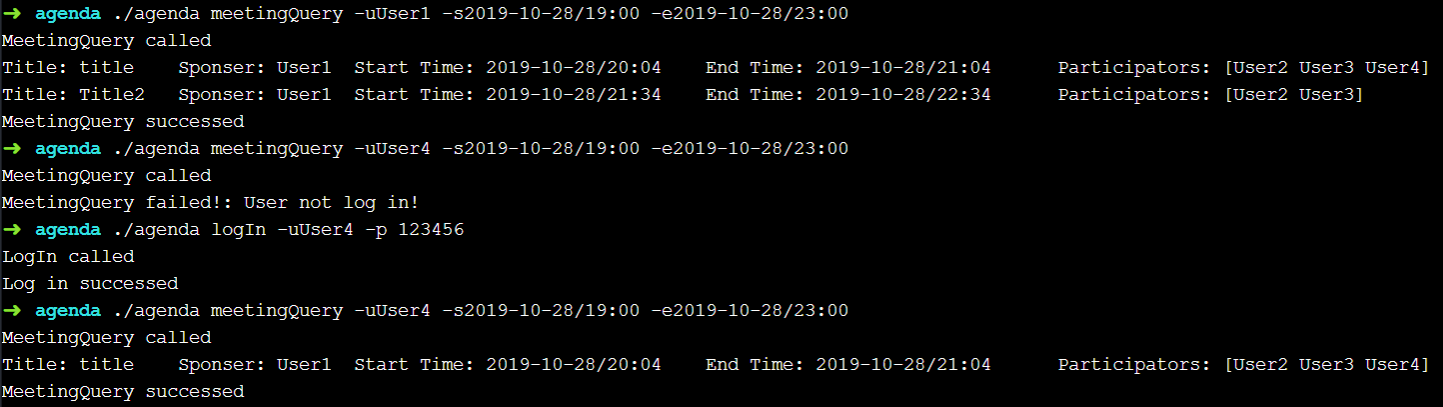 ➜ agenda ./agenda meetingQuery -uUser1 -s2019-10-28/19:00 -e2019-10-28/23:00
MeetingQuery called
Title: title Sponser: User1 Start Time: 2019-10-28/20:04 End Time: 2019-10-28/21:04 Participators: [User2 User3 User4]
Title: Title2 Sponser: User1 Start Time: 2019-10-28/21:34 End Time: 2019-10-28/22:34 Participators: [User2 User3]
MeetingQuery successed
➜ agenda ./agenda meetingQuery -uUser4 -s2019-10-28/19:00 -e2019-10-28/23:00
MeetingQuery called
MeetingQuery failed!: User not log in!
➜ agenda ./agenda logIn -uUser4 -p 123456
LogIn called
Log in successed
➜ agenda ./agenda meetingQuery -uUser4 -s2019-10-28/19:00 -e2019-10-28/23:00
MeetingQuery called
Title: title Sponser: User1 Start Time: 2019-10-28/20:04 End Time: 2019-10-28/21:04 Participators: [User2 User3 User4]
MeetingQuery successed